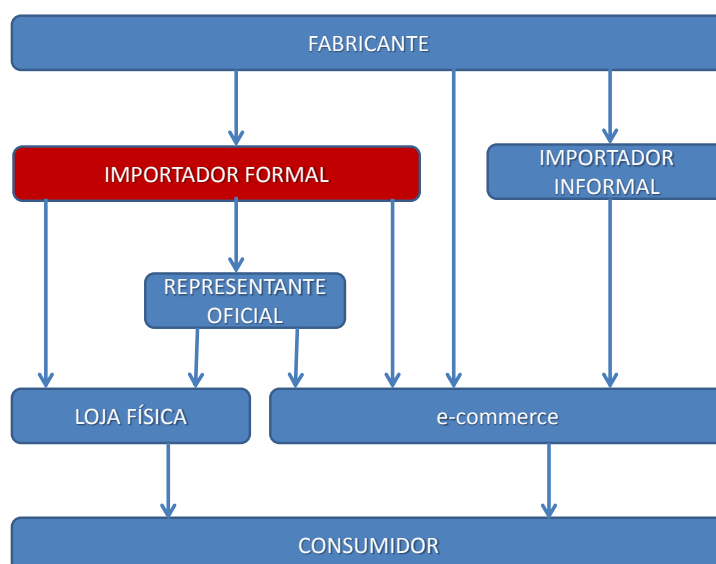 FABRICANTE
IMPORTADOR FORMAL
IMPORTADOR
INFORMAL
REPRESENTANTE
OFICIAL
LOJA FÍSICA
e-commerce
CONSUMIDOR